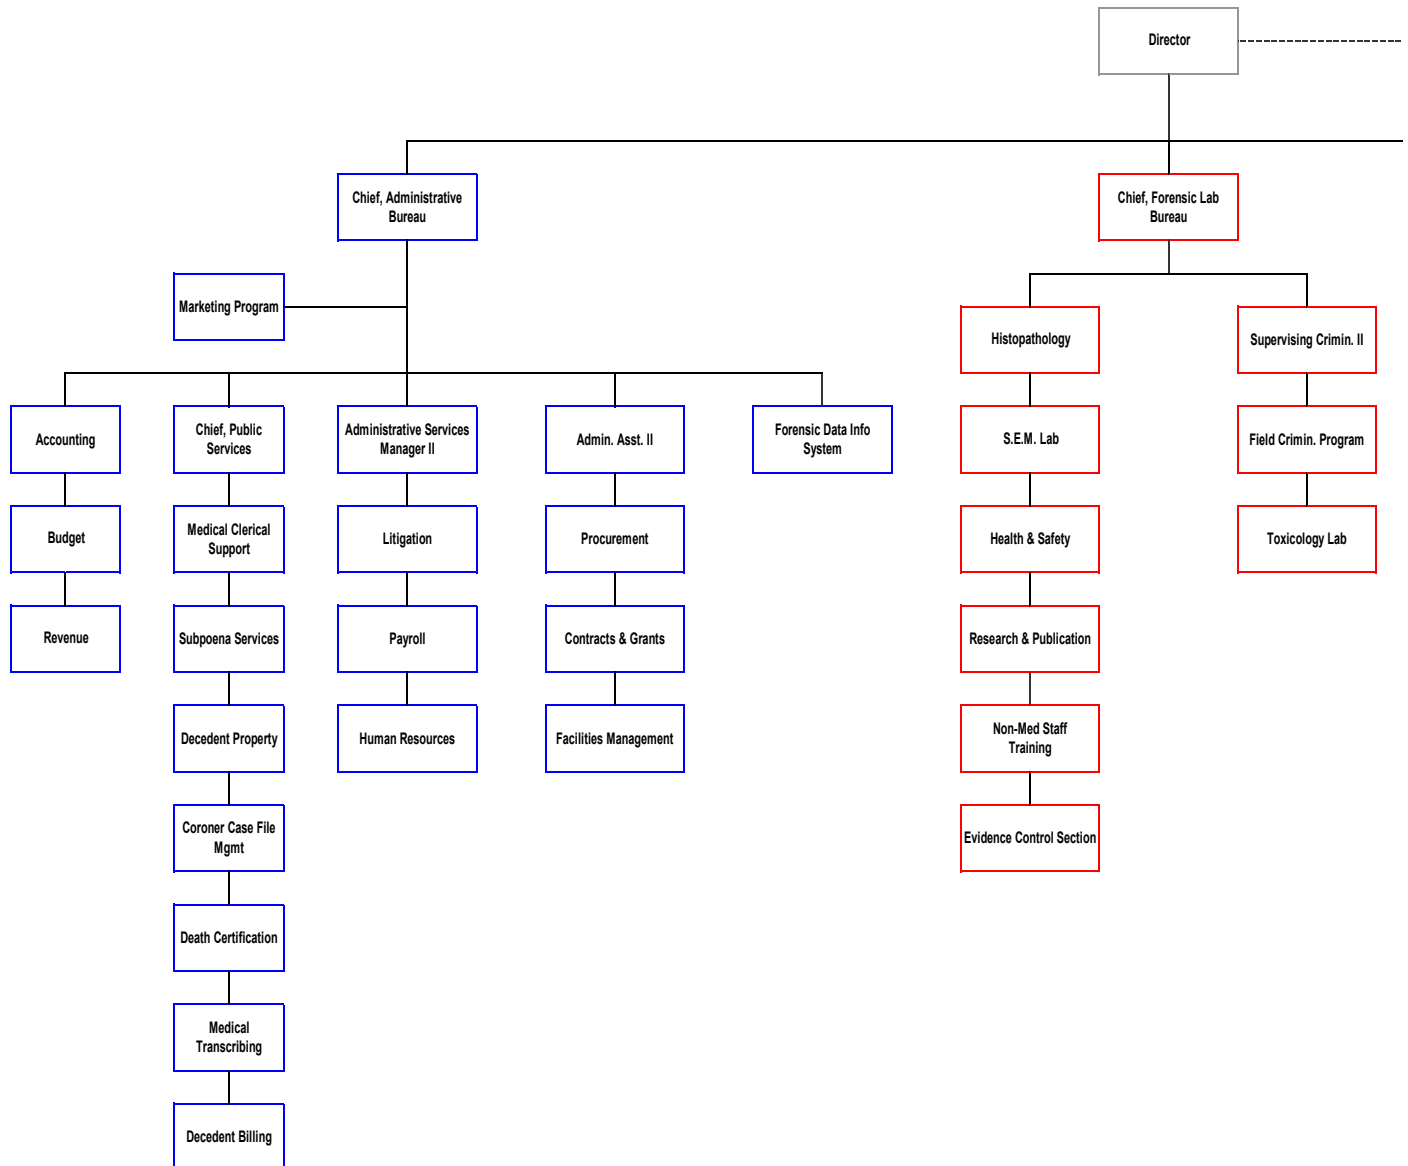 Director
Chief, Administrative
Bureau
Chief, Forensic Lab
Bureau
Marketing Program
Histopathology
Supervising Crimin. II
Accounting
Chief, Public
Services
Administrative Services
Manager II
Admin. Asst. II
Forensic Data Info
System
S.E.M. Lab
Field Crimin. Program
Budget
Medical Clerical
Support
Litigation
Procurement
Health & Safety
Toxicology Lab
Revenue
Subpoena Services
Payroll
Contracts & Grants
Research & Publication
Decedent Property
Human Resources
Facilities Management
Non-Med Staff
Training
Coroner Case File
Mgmt
Evidence Control Section
Death Certification
Medical
Transcribing
Decedent Billing